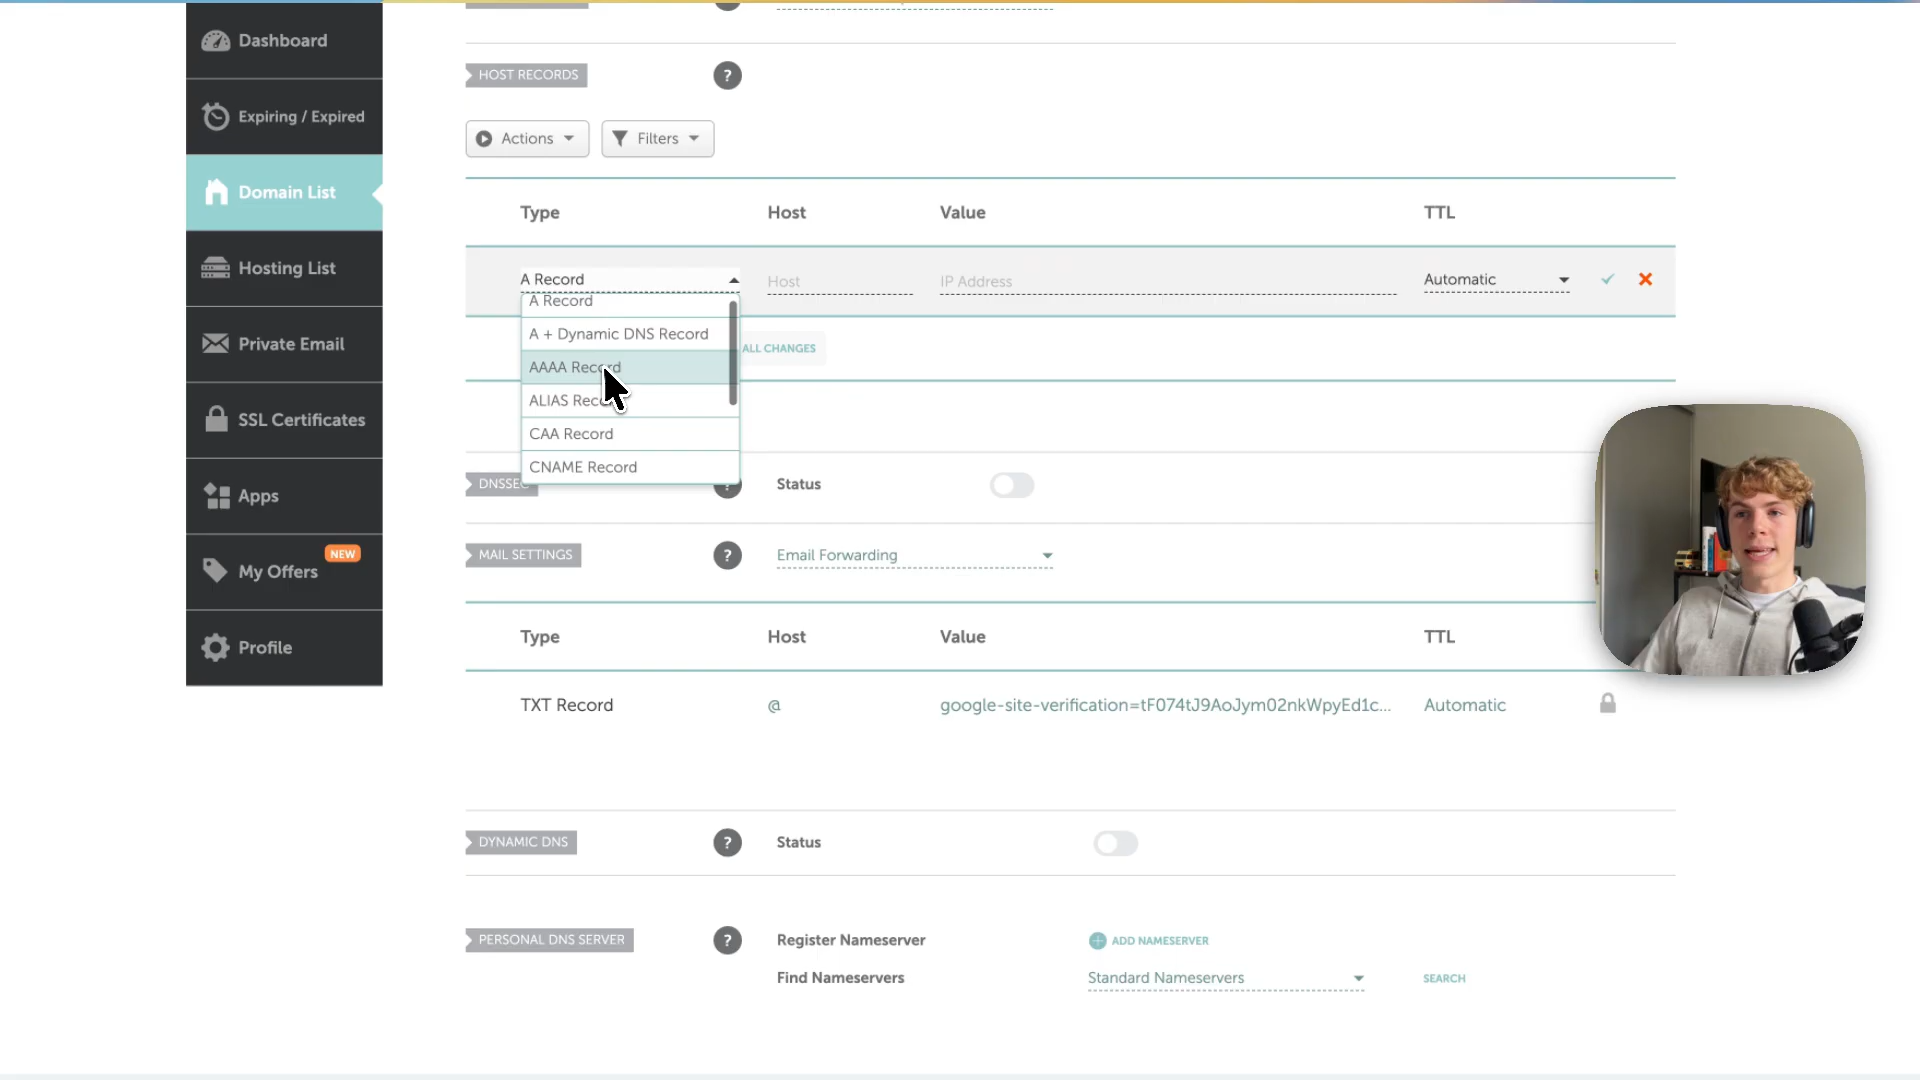 Dashboard
Expiring / Expired
Domain List
Hosting List
Private Email
SSL Certificates
Apps
NEW
My Offers
Profile
HOST RECORDS
?
Actions
Filters
Type Host Value TTL
A Record Host IP Address Automatic
A Record
A + Dynamic DNS Record
AAAA Record
ALL CHANGES
ALIAS
CAA Record
CNAME Record
DNSSEC ? Status
MAIL SETTINGS ? Email Forwarding
Type Host Value TTL
TXT Record @ google-site-verification=tF074tJ9AoJym02nkWpyEd1c... Automatic
DYNAMIC DNS ? Status
PERSONAL DNS SERVER ? Register Nameserver ADD NAMESERVER
Find Nameservers Standard Nameservers SEARCH